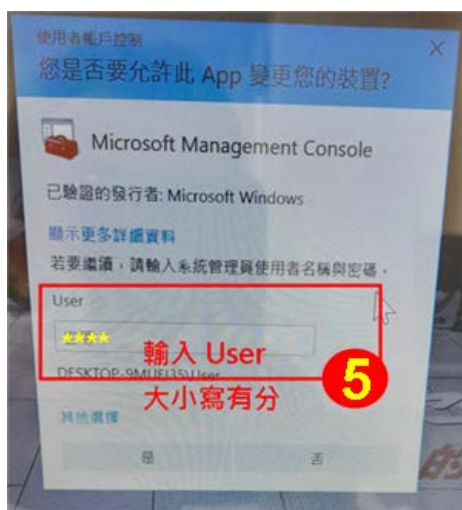 使用者帳戶控制
您是否要允許此 App 變更您的裝置?
Microsoft Management Console
已驗證的發行者: Microsoft Windows
顯示更多詳細資料
若要繼續，請輸入系統管理員使用者名稱與密碼。
User
****
輸入 User
DESKTOP-9MUFI35\User
5
大小寫有分
其他選擇
是
否
的